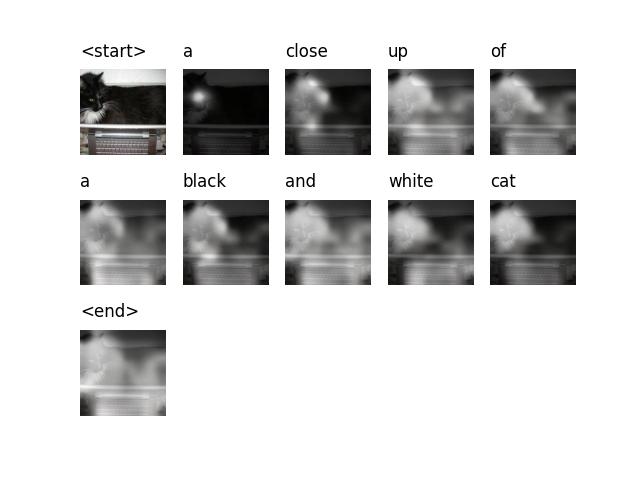 <start> a close up of
a black and white cat
<end>